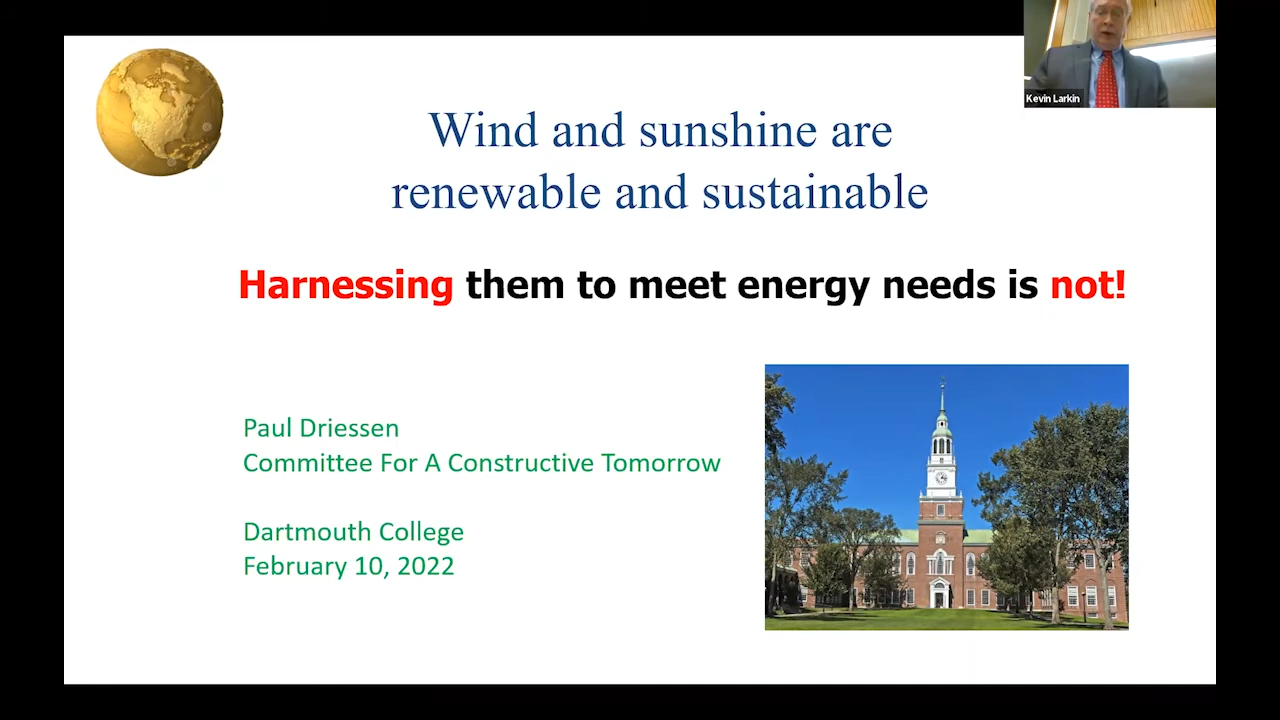 Wind and sunshine are
renewable and sustainable
Harnessing them to meet energy needs is not!
Paul Driessen
Committee For A Constructive Tomorrow
Dartmouth College
February 10, 2022
Kevin Larkin